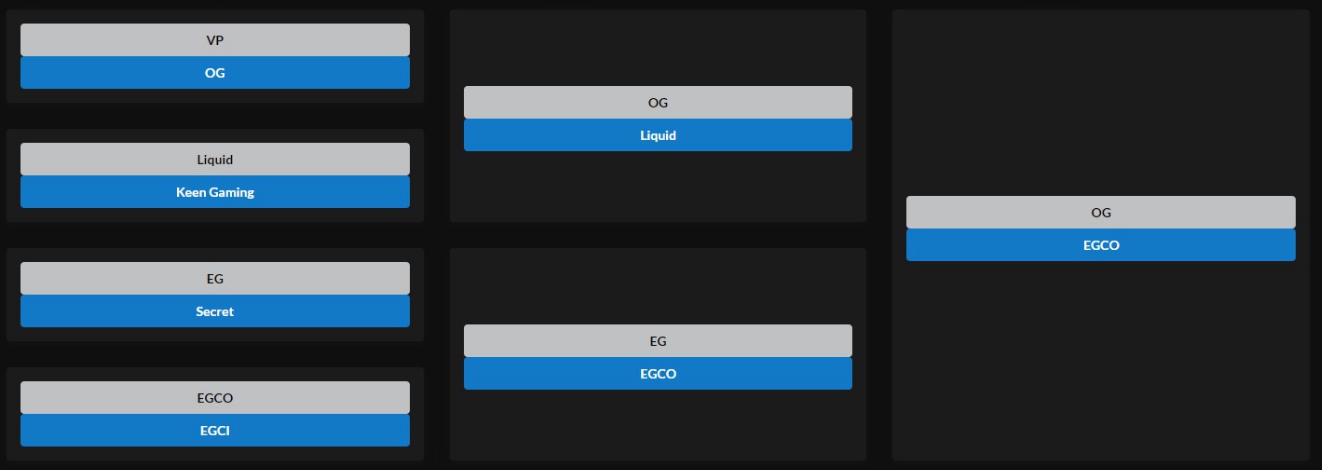 VP
OG
Liquid
Keen Gaming
EG
Secret
EGCO
EGCI
OG
Liquid
EG
EGCO
OG
EGCO